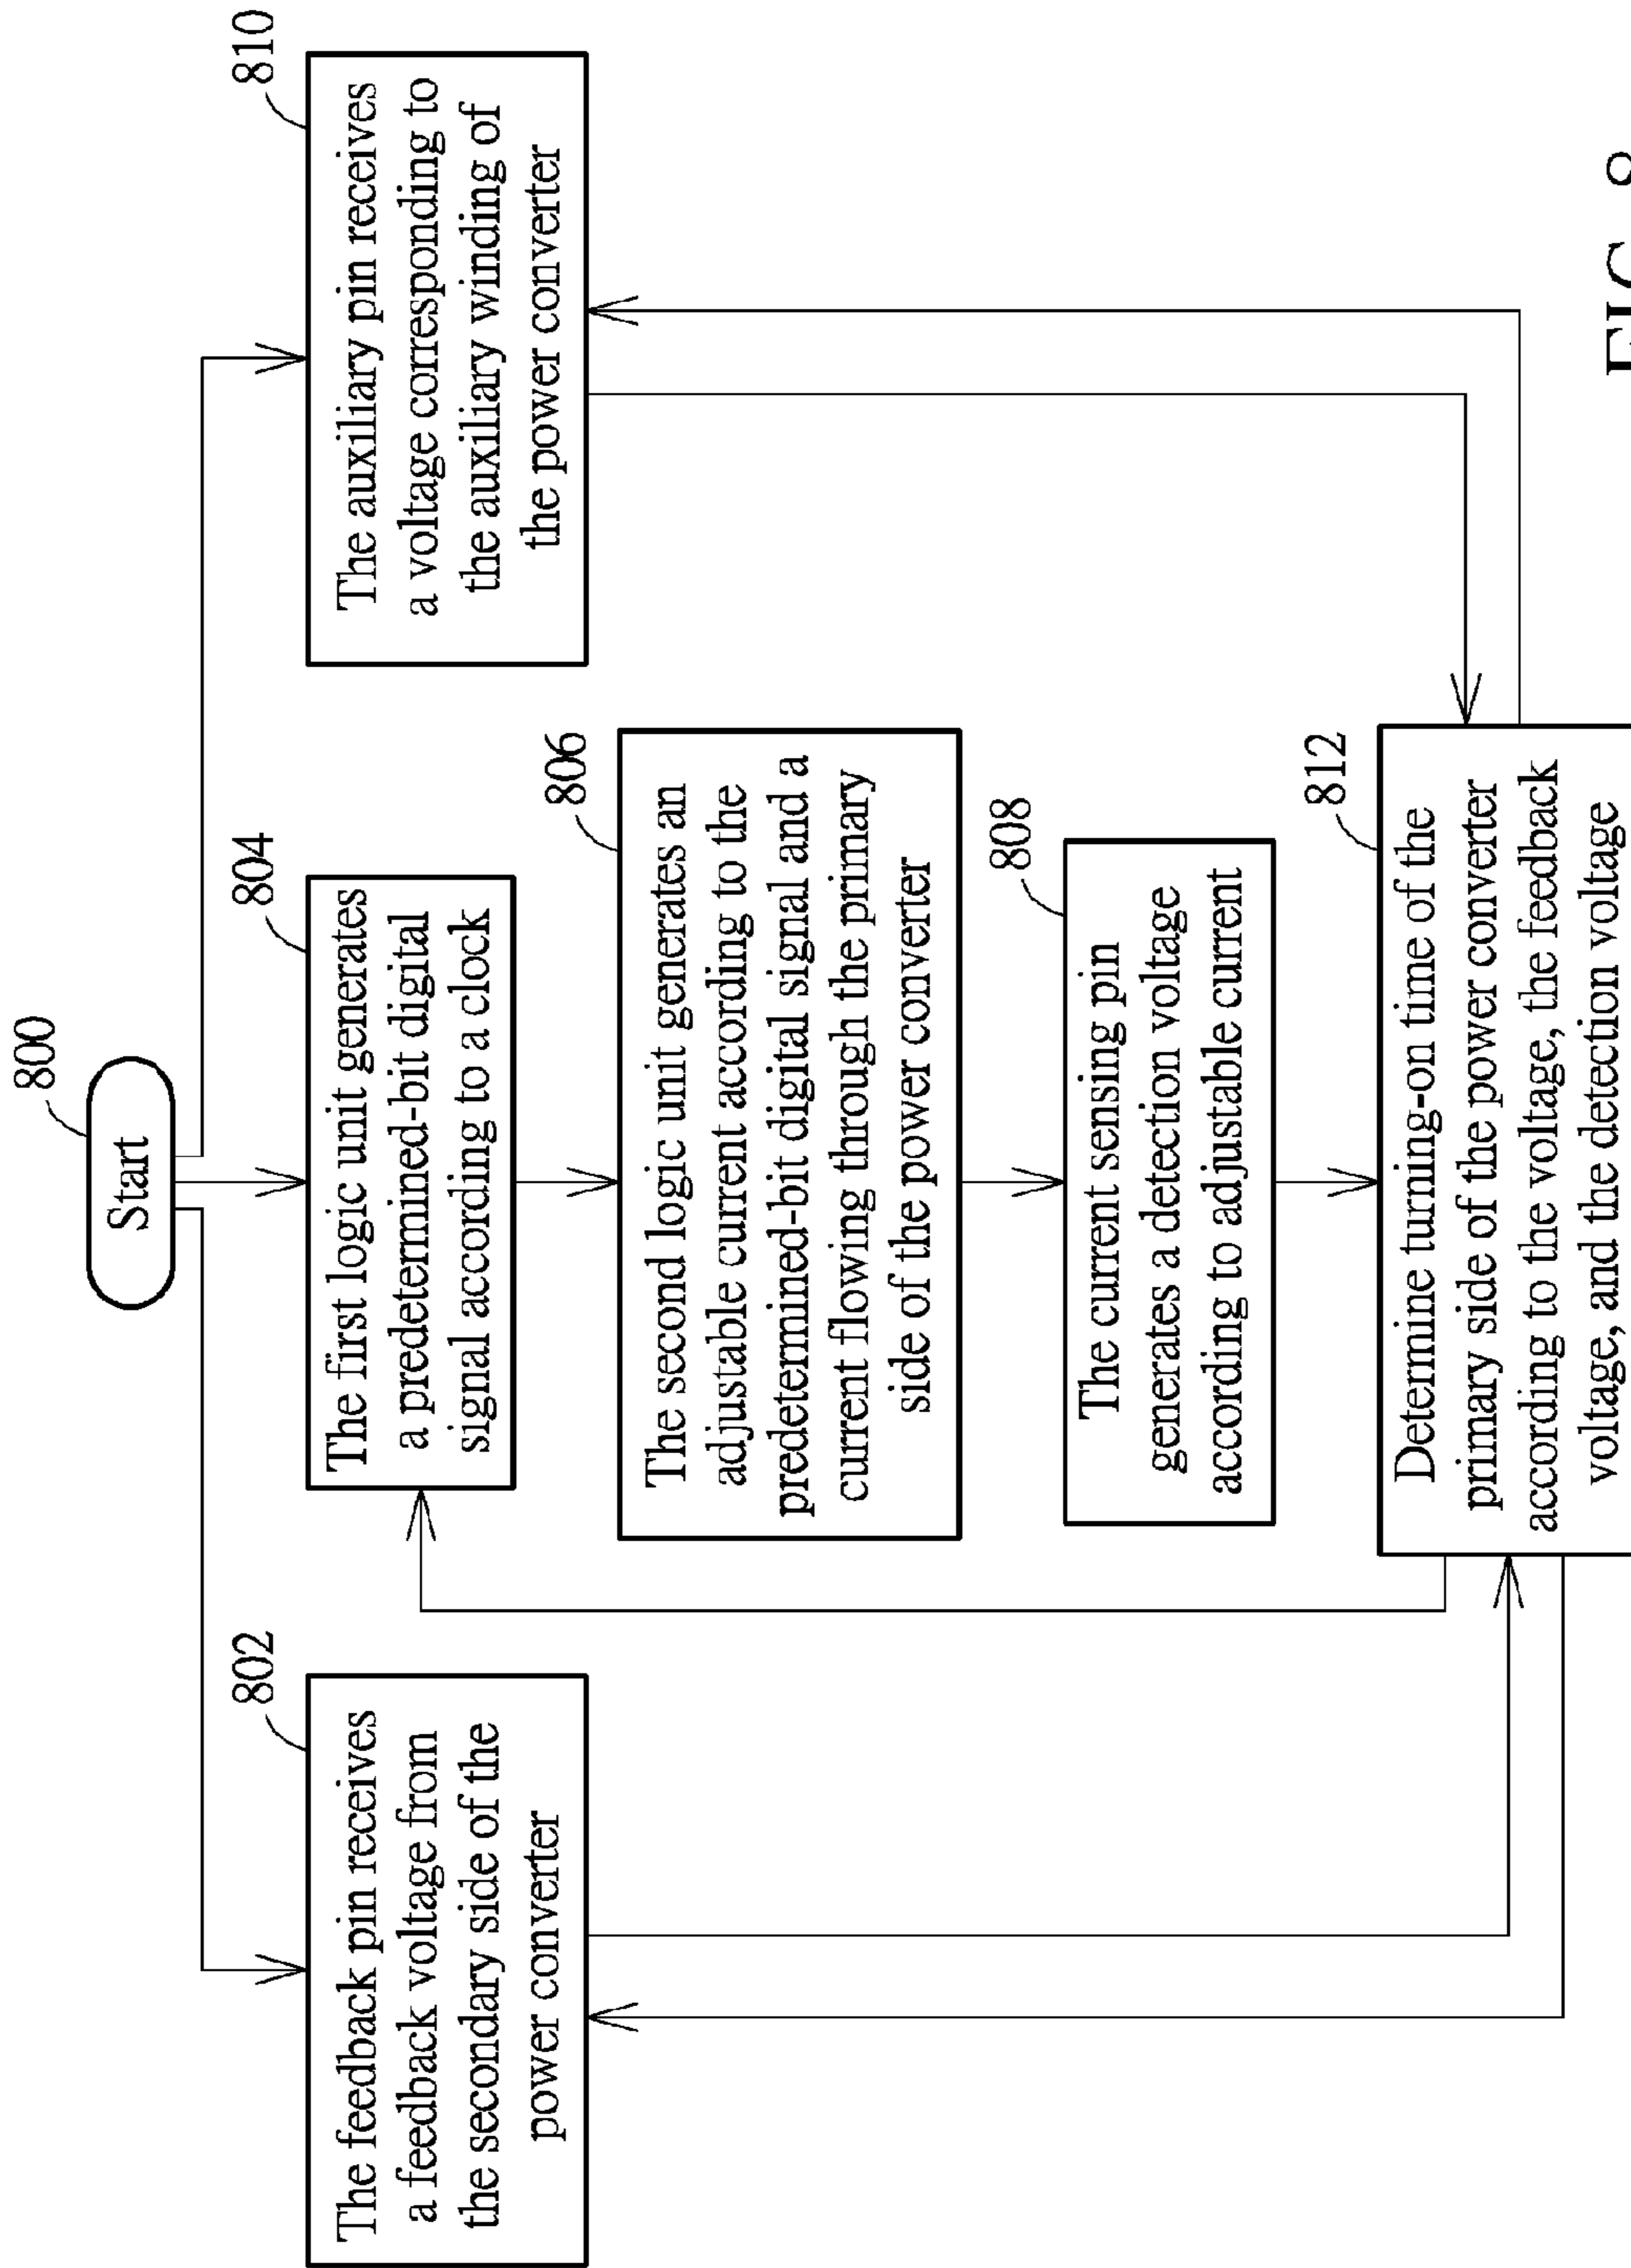 800
Start
802
The feedback pin receives
a feedback voltage from
the secondary side of the
power converter
804
The first logic unit generates
a predetermined-bit digital
signal according to a clock
810
The auxiliary pin receives
a voltage corresponding to
the auxiliary winding of
the power converter
806
The second logic unit generates an
adjustable current according to the
predetermined-bit digital signal and a
current flowing through the primary
side of the power converter
808
The current sensing pin
generates a detection voltage
according to adjustable current
812
Determine turning-on time of the
primary side of the power converter
according to the voltage, the feedback
voltage, and the detection voltage
FIG. 8